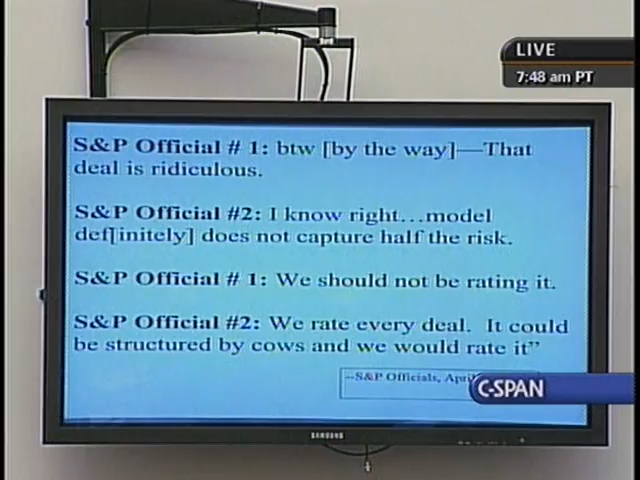 LIVE
7:48 am PT
S&P Official # 1: btw [by the way]—That
deal is ridiculous.
S&P Official #2: I know right…model
def[initely] does not capture half the risk.
S&P Official # 1: We should not be rating it.
S&P Official #2: We rate every deal. It could
be structured by cows and we would rate it”
--S&P Officials,
C-SPAN
SAMSUNG